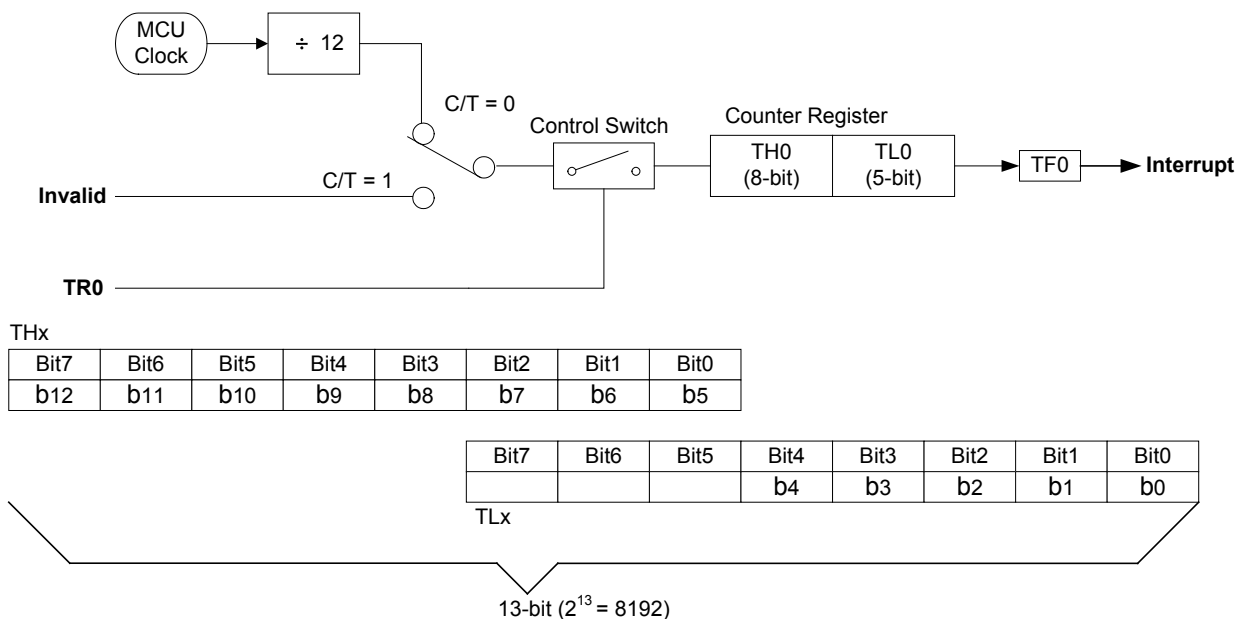 MCU
Clock
÷ 12
C/T = 0
Control Switch
Counter Register
TH0
(8-bit)
TL0
(5-bit)
TF0
Interrupt
C/T = 1
Invalid
TR0
THx
Bit7 Bit6 Bit5 Bit4 Bit3 Bit2 Bit1 Bit0
b12 b11 b10 b9 b8 b7 b6 b5
Bit7 Bit6 Bit5 Bit4 Bit3 Bit2 Bit1 Bit0
b4 b3 b2 b1 b0
TLx
13-bit (2¹³ = 8192)